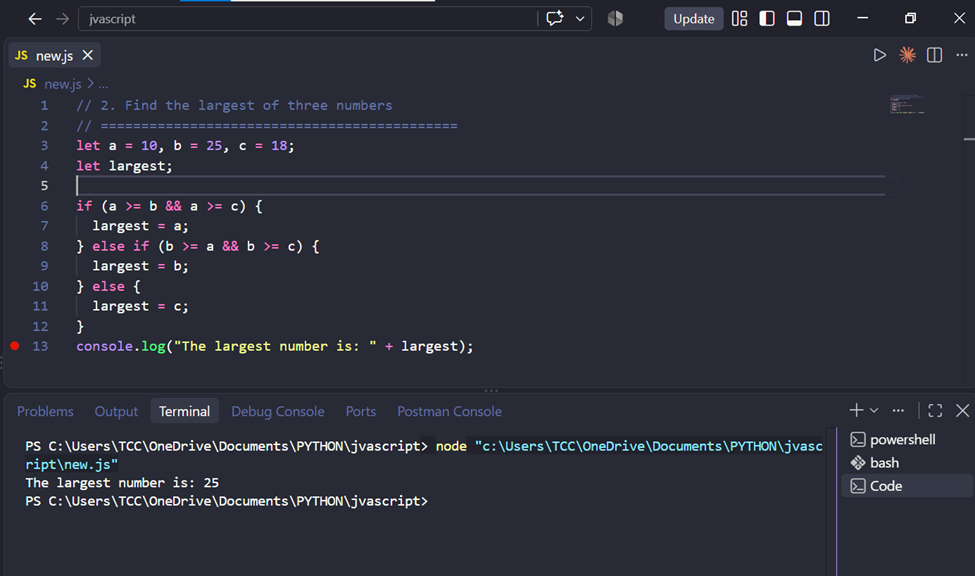 jvascript
Update
JS new.js
JS new.js > ...
1 // 2. Find the largest of three numbers
2 // ============================================
3 let a = 10, b = 25, c = 18;
4 let largest;
5
6 if (a >= b && a >= c) {
7   largest = a;
8 } else if (b >= a && b >= c) {
9   largest = b;
10 } else {
11   largest = c;
12 }
13 console.log("The largest number is: " + largest);
Problems Output Terminal Debug Console Ports Postman Console
PS C:\Users\TCC\OneDrive\Documents\PYTHON\jvascript> node "c:\Users\TCC\OneDrive\Documents\PYTHON\jvasc
ript\new.js"
The largest number is: 25
PS C:\Users\TCC\OneDrive\Documents\PYTHON\jvascript>
powershell
bash
Code